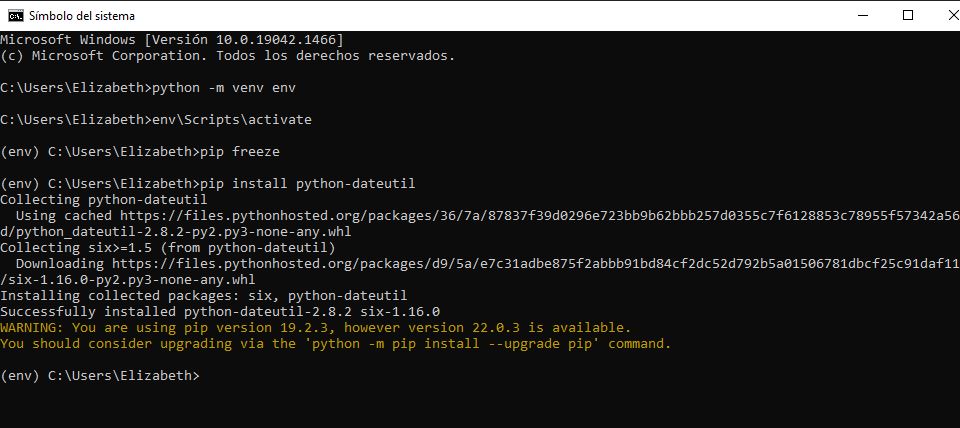 Símbolo del sistema
Microsoft Windows [Versión 10.0.19042.1466]
(c) Microsoft Corporation. Todos los derechos reservados.
C:\Users\Elizabeth>python -m venv env
C:\Users\Elizabeth>env\Scripts\activate
(env) C:\Users\Elizabeth>pip freeze
(env) C:\Users\Elizabeth>pip install python-dateutil
Collecting python-dateutil
  Using cached https://files.pythonhosted.org/packages/36/7a/87837f39d0296e723bb9b62bbb257d0355c7f6128853c78955f57342a56
d/python_dateutil-2.8.2-py2.py3-none-any.whl
Collecting six>=1.5 (from python-dateutil)
  Downloading https://files.pythonhosted.org/packages/d9/5a/e7c31adbe875f2abbb91bd84cf2dc52d792b5a01506781dbcf25c91daf11
/six-1.16.0-py2.py3-none-any.whl
Installing collected packages: six, python-dateutil
Successfully installed python-dateutil-2.8.2 six-1.16.0
WARNING: You are using pip version 19.2.3, however version 22.0.3 is available.
You should consider upgrading via the 'python -m pip install --upgrade pip' command.
(env) C:\Users\Elizabeth>